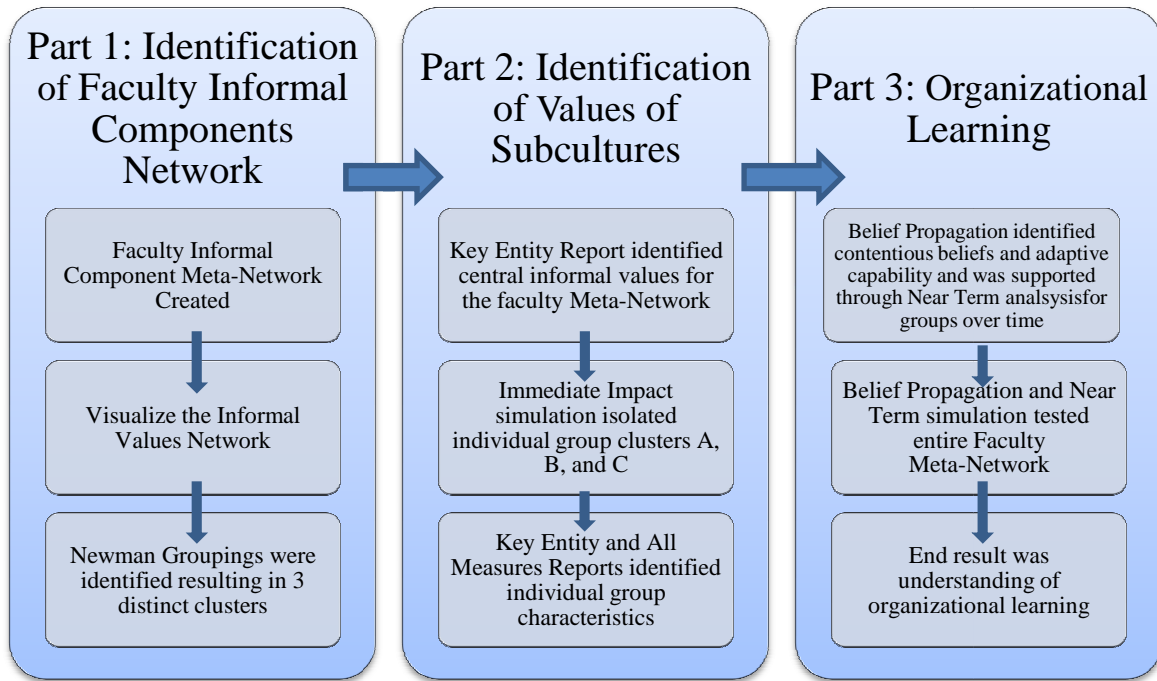 Part 1: Identification
of Faculty Informal
Components
Network
Faculty Informal
Component Meta-Network
Created
Visualize the Informal
Values Network
Newman Groupings were
identified resulting in 3
distinct clusters
Part 2: Identification
of Values of
Subcultures
Key Entity Report identified
central informal values for
the faculty Meta-Network
Immediate Impact
simulation isolated
individual group clusters A,
B, and C
Key Entity and All
Measures Reports identified
individual group
characteristics
Part 3: Organizational
Learning
Belief Propagation identified
contentious beliefs and adaptive
capability and was supported
through Near Term analsysisfor
groups over time
Belief Propagation and Near
Term simulation tested
entire Faculty
Meta-Network
End result was
understanding of
organizational learning